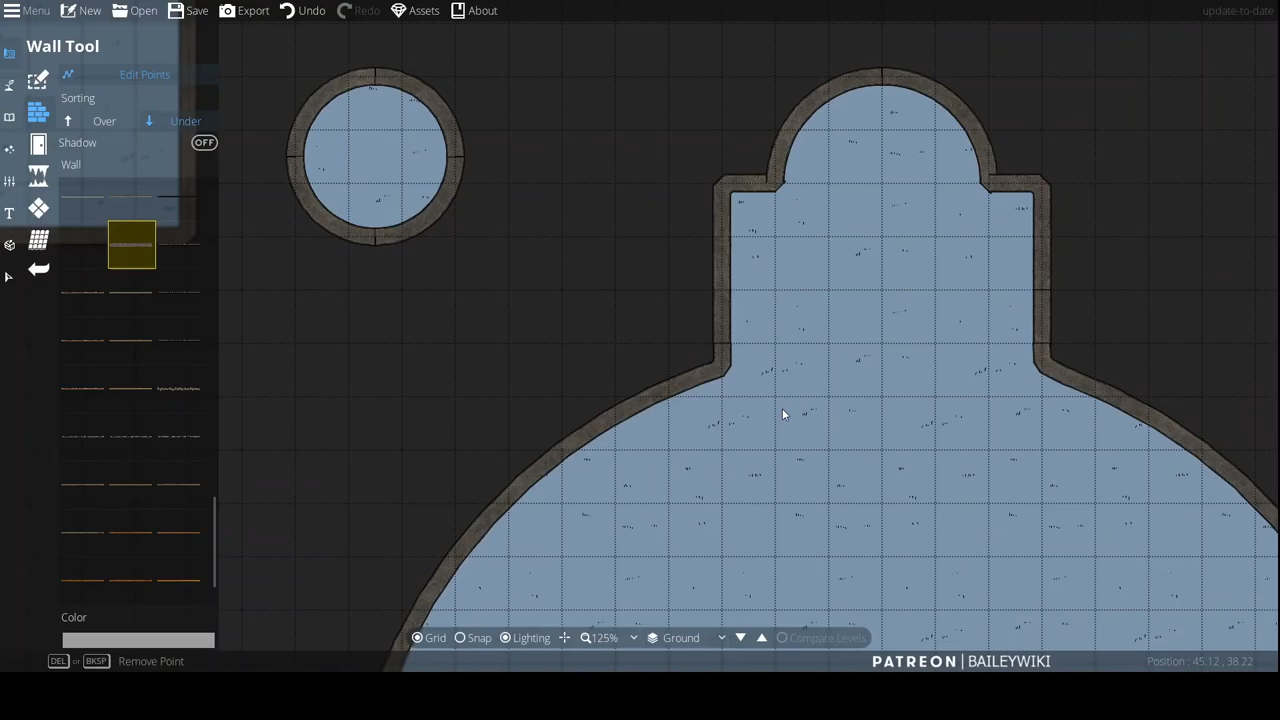 Menu New Open Save Export Undo Redo Assets About update-to-date
Wall Tool
Edit Points
Sorting
Over Under
Shadow OFF
Wall
Color
Grid Snap Lighting 125% Ground Compare Levels
DEL or BKSP Remove Point PATREON | BAILEYWIKI Position : 45.12 , 38.22